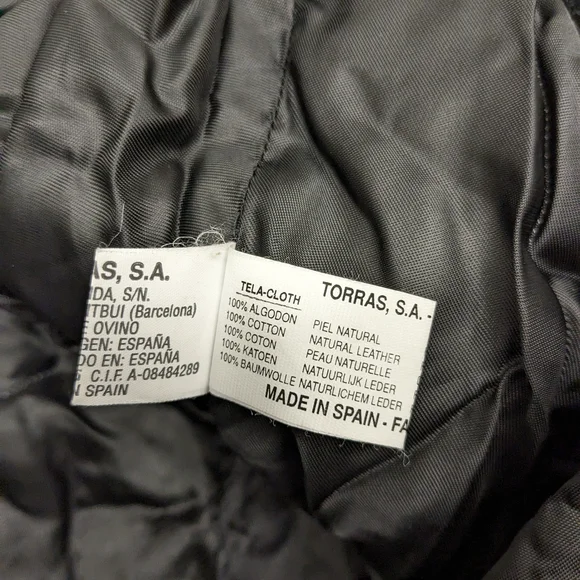 AS, S.A.
DA, S/N.
TBUI (Barcelona)
E OVINO
GEN: ESPAÑA
DO EN: ESPAÑA
C.I.F. A-08484289
SPAIN
TELA-CLOTH
100% ALGODON
100% COTTON
100% COTON
100% KATOEN
100% BAUMWOLLE
TORRAS, S.A. -
PIEL NATURAL
NATURAL LEATHER
PEAU NATURELLE
NATUURLIJK LEDER
NATURLICHEM LEDER
MADE IN SPAIN - FA